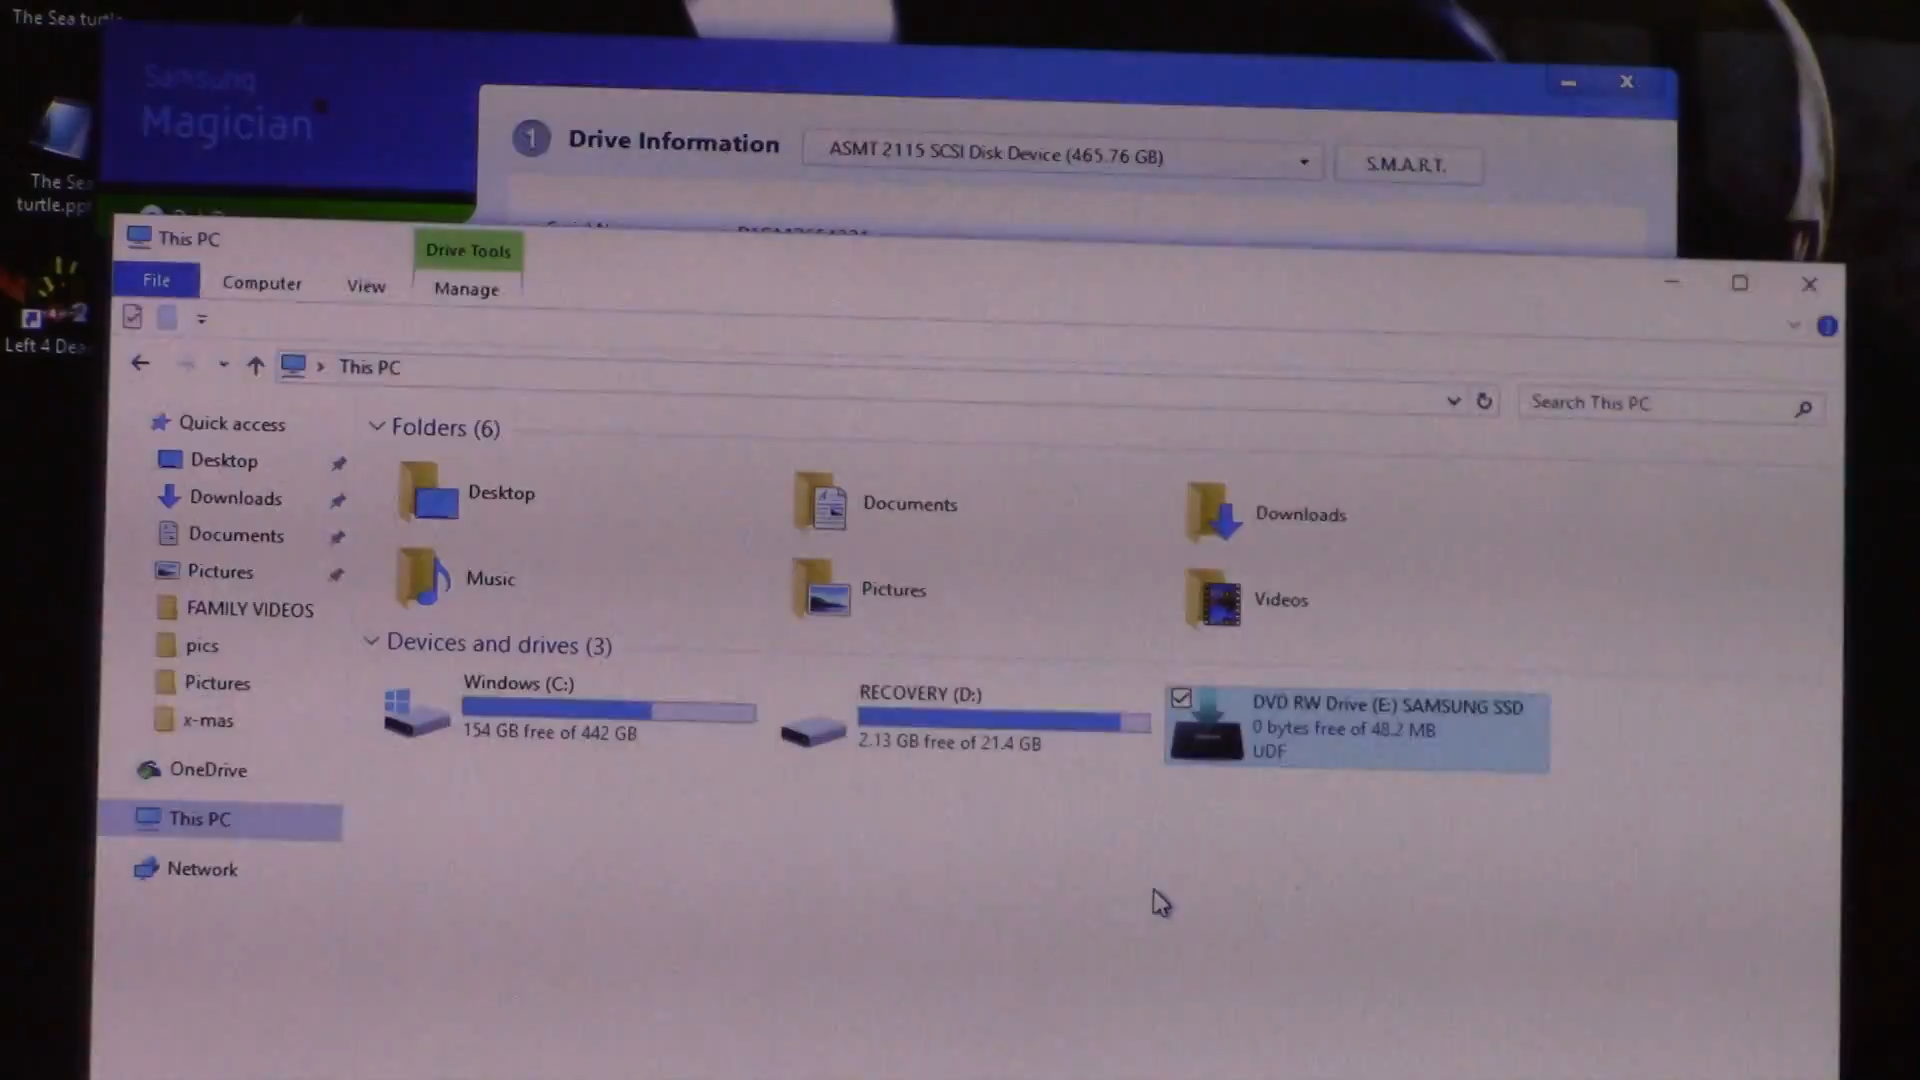 The Sea
Samsung
Magician
1 Drive Information
ASMT 2115 SCSI Disk Device (465.76 GB)
S.M.A.R.T.
The Sea
turtle.pp
Left 4 Dea
This PC
Drive Tools
File
Computer
View
Manage
This PC
Search This PC
Quick access
Desktop
Downloads
Documents
Pictures
FAMILY VIDEOS
pics
Pictures
x-mas
OneDrive
This PC
Network
Folders (6)
Desktop
Documents
Downloads
Music
Pictures
Videos
Devices and drives (3)
Windows (C:)
154 GB free of 442 GB
RECOVERY (D:)
2.13 GB free of 21.4 GB
DVD RW Drive (E:) SAMSUNG SSD
0 bytes free of 48.2 MB
UDF